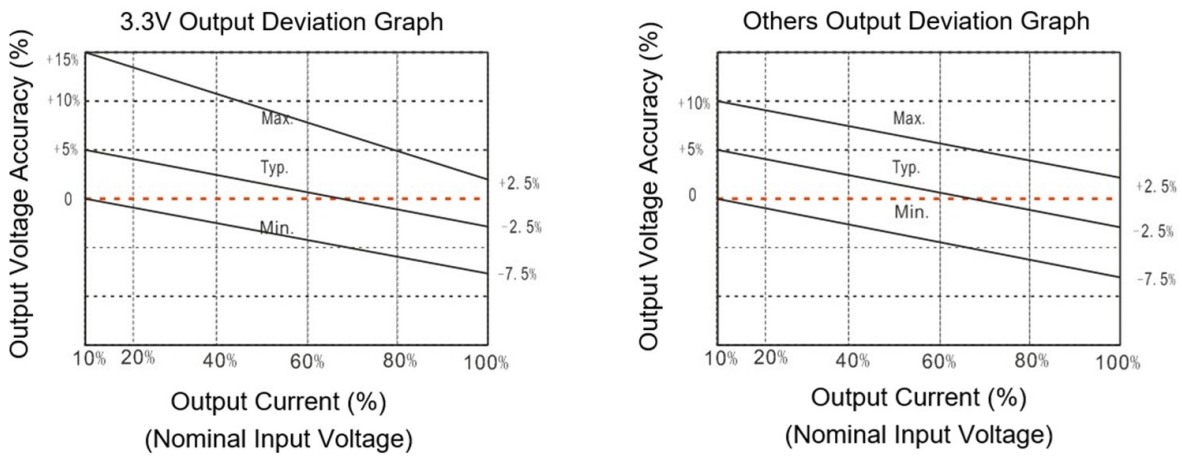 3.3V Output Deviation Graph
Output Voltage Accuracy (%)
+15%
+10%
+5%
0
Max.
Typ.
Min.
+2.5%
-2.5%
-7.5%
10% 20% 40% 60% 80% 100%
Output Current (%)
(Nominal Input Voltage)
Others Output Deviation Graph
Output Voltage Accuracy (%)
+10%
+5%
0
Max.
Typ.
Min.
+2.5%
-2.5%
-7.5%
10% 20% 40% 60% 80% 100%
Output Current (%)
(Nominal Input Voltage)